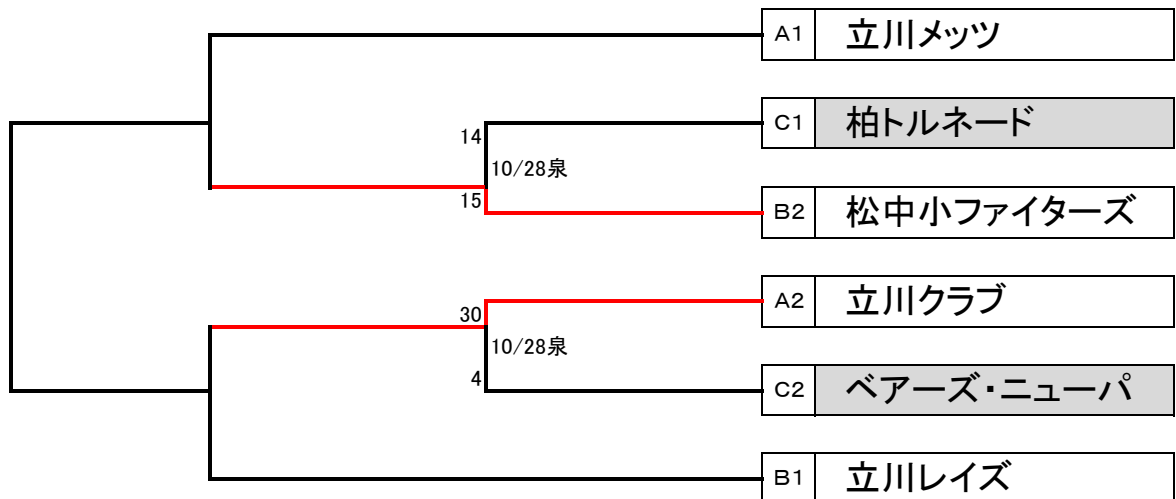 A1 立川メッツ
C1 柏トルネード
14
10/28泉
15
B2 松中小ファイターズ
A2 立川クラブ
30
10/28泉
4
C2 ベアーズ・ニューパ
B1 立川レイズ